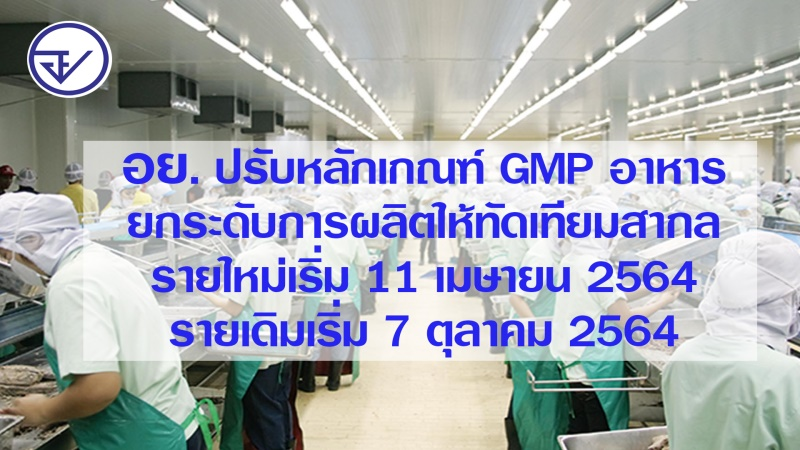 อย. ปรับหลักเกณฑ์ GMP อาหาร
ยกระดับการผลิตให้ทัดเทียมสากล
รายใหม่เริ่ม 11 เมษายน 2564
รายเดิมเริ่ม 7 ตุลาคม 2564